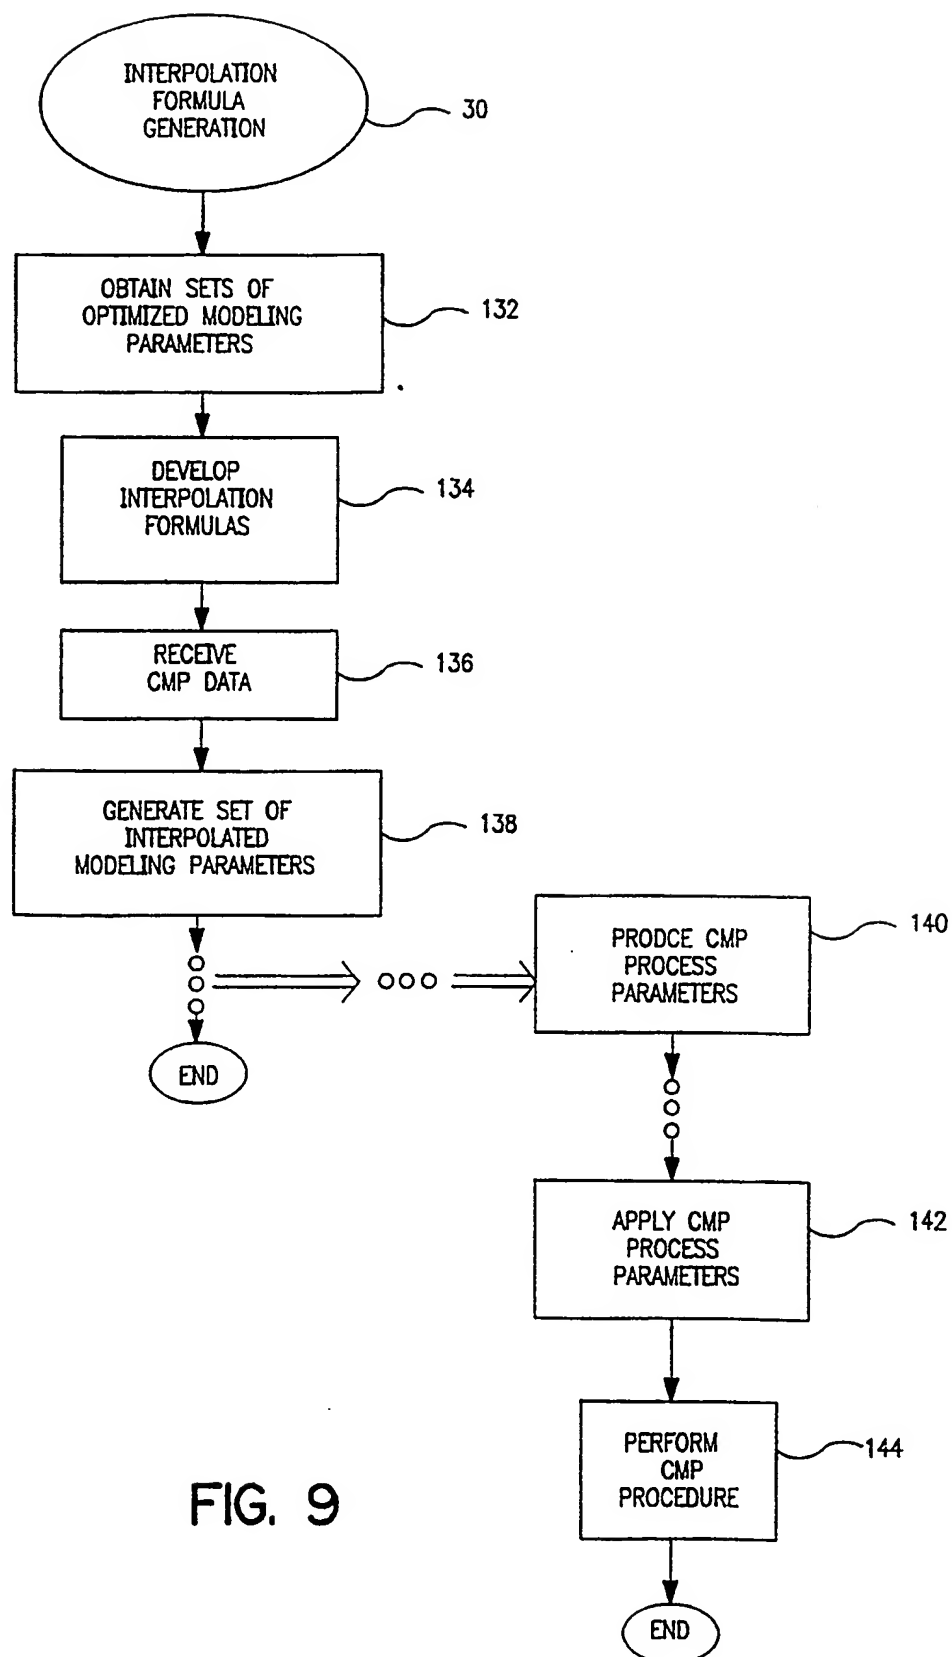 INTERPOLATION
FORMULA
GENERATION
30
OBTAIN SETS OF
OPTIMIZED MODELING
PARAMETERS
132
DEVELOP
INTERPOLATION
FORMULAS
134
RECEIVE
CMP DATA
136
GENERATE SET OF
INTERPOLATED
MODELING PARAMETERS
138
END
PRODCE CMP
PROCESS
PARAMETERS
140
APPLY CMP
PROCESS
PARAMETERS
142
PERFORM
CMP
PROCEDURE
144
END
FIG. 9